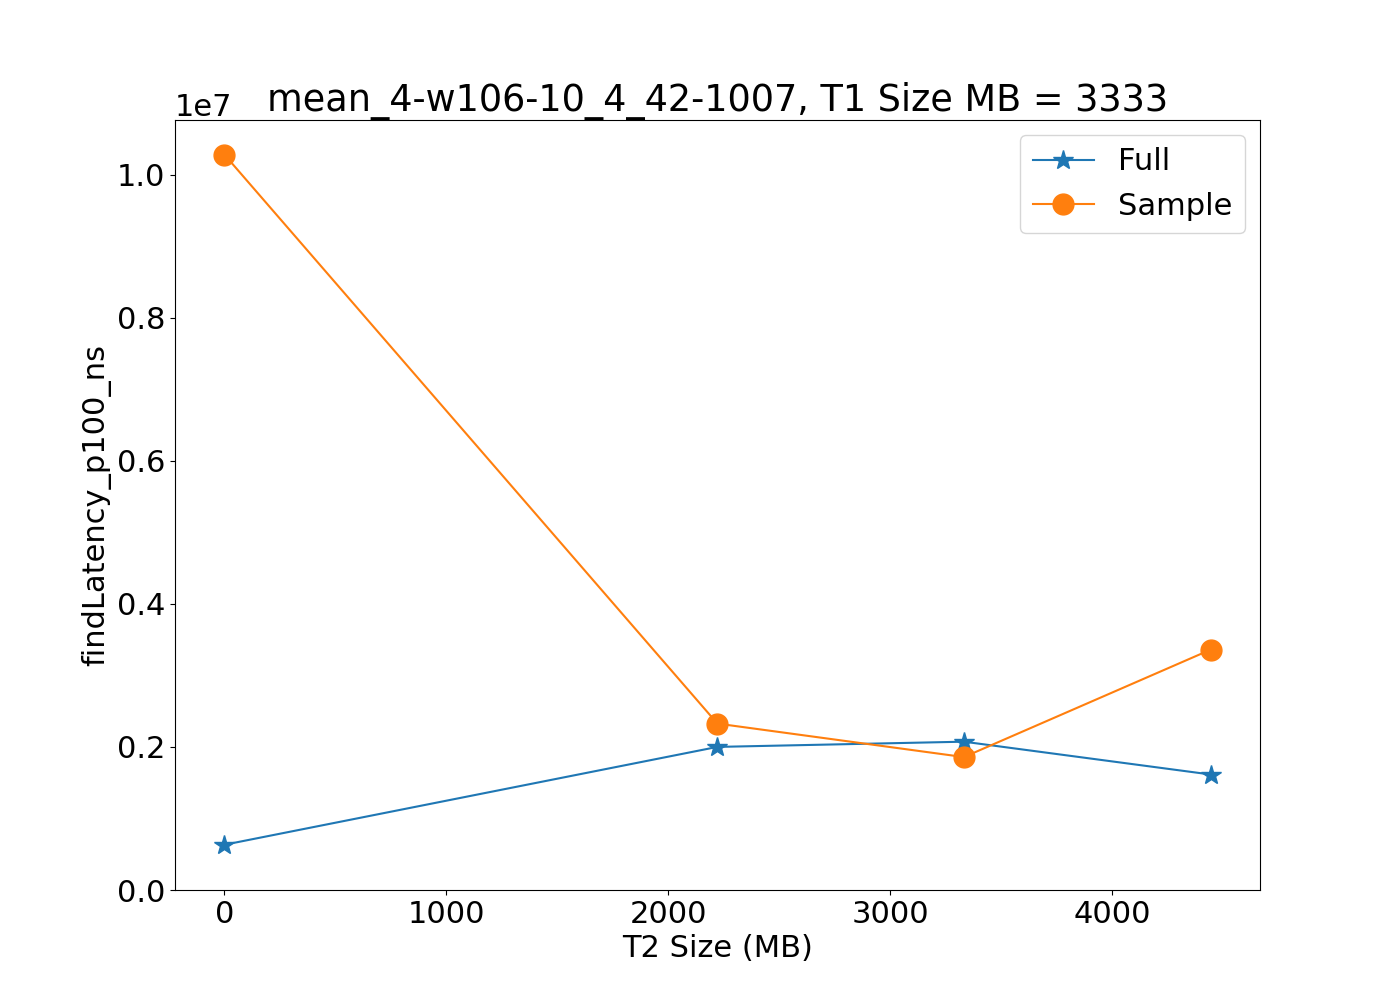 mean_4-w106-10_4_42-1007, T1 Size MB = 3333
1e7
Full
Sample
1.0
0.8
0.6
0.4
0.2
0.0
findLatency_p100_ns
0 1000 2000 3000 4000
T2 Size (MB)